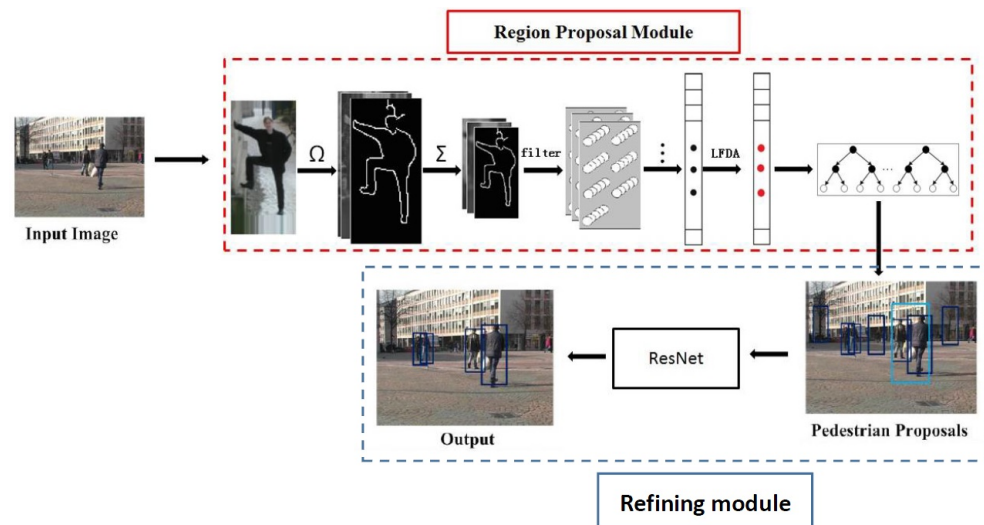 Region Proposal Module
Input Image
Ω
Σ
filter
LFDA
Pedestrian Proposals
ResNet
Output
Refining module